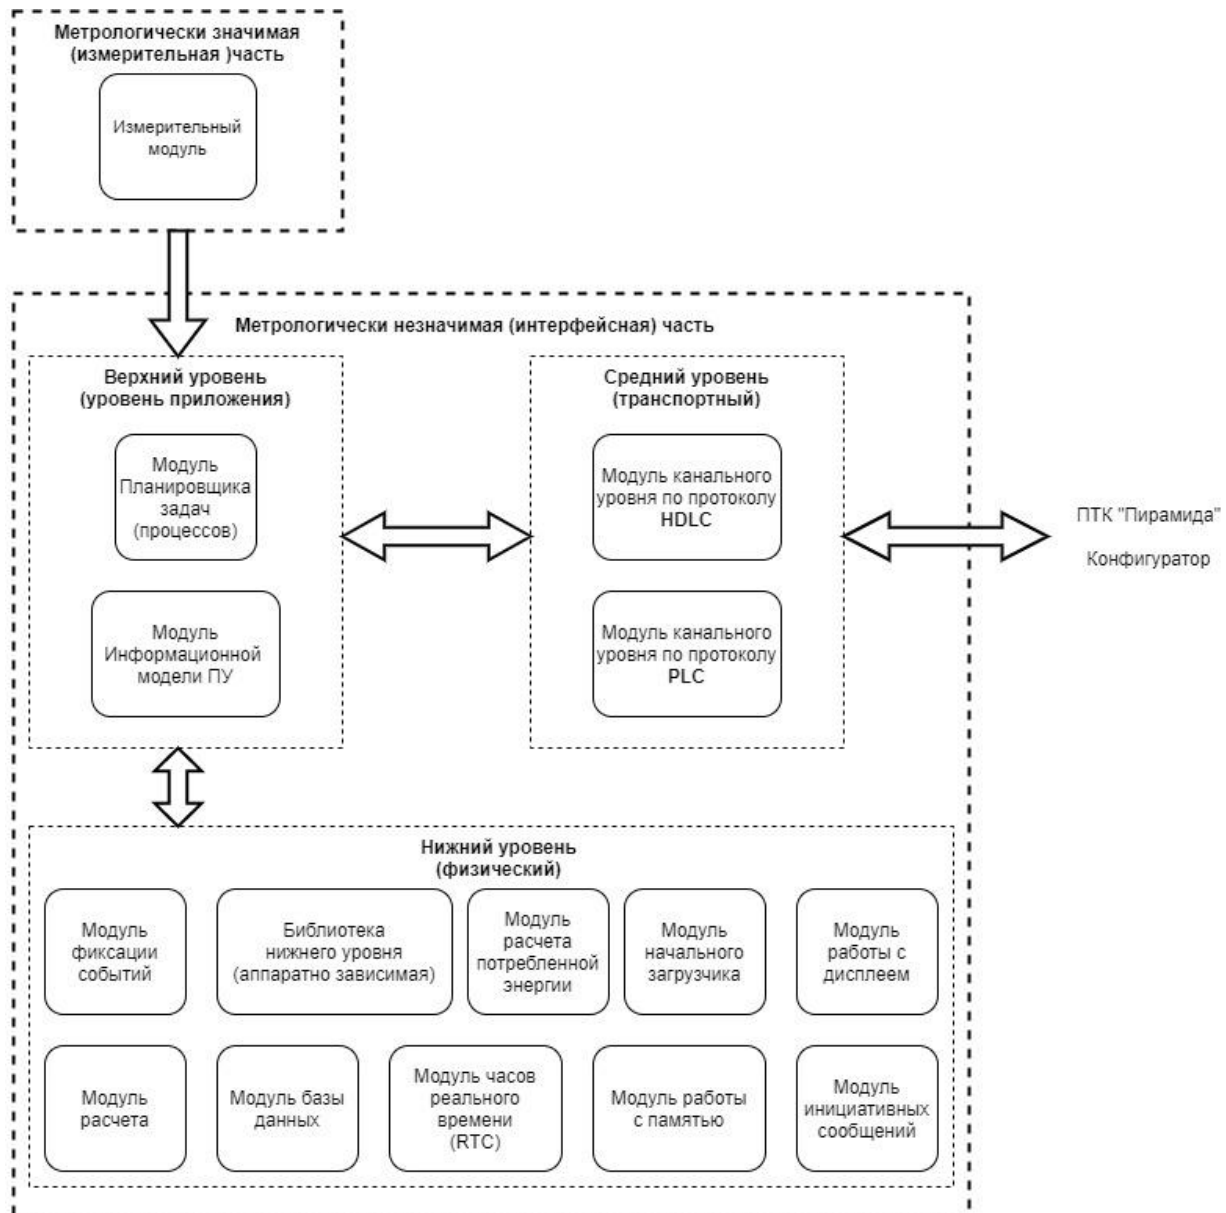 Метрологически значимая
(измерительная )часть
Измерительный
модуль
Метрологически незначимая (интерфейсная) часть
Верхний уровень
(уровень приложения)
Модуль
Планировщика
задач
(процессов)
Модуль
Информационной
модели ПУ
Средний уровень
(транспортный)
Модуль канального
уровня по протоколу
HDLC
Модуль канального
уровня по протоколу
PLC
ПТК "Пирамида"
Конфигуратор
Нижний уровень
(физический)
Модуль
фиксации
событий
Библиотека
нижнего уровня
(аппаратно зависимая)
Модуль
расчета
потребленной
энергии
Модуль
начального
загрузчика
Модуль
работы с
дисплеем
Модуль
расчета
Модуль базы
данных
Модуль часов
реального
времени
(RTC)
Модуль работы
с памятью
Модуль
инициативных
сообщений